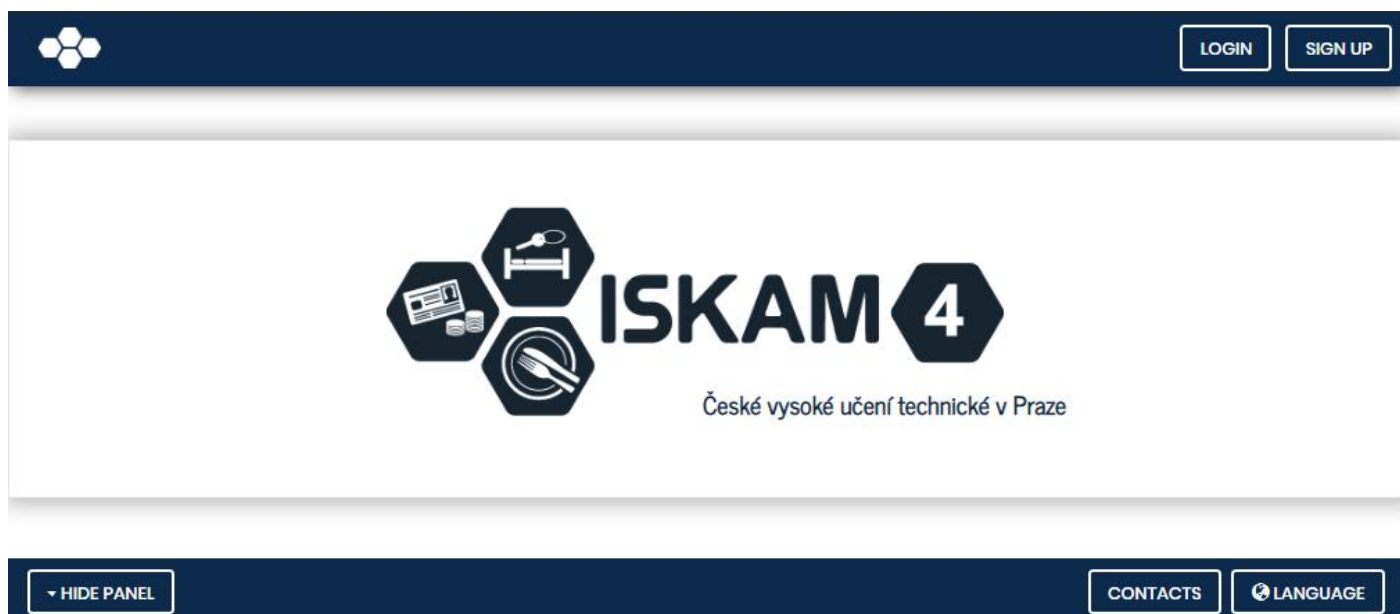 LOGIN SIGN UP
ISKAM 4
České vysoké učení technické v Praze
HIDE PANEL CONTACTS LANGUAGE